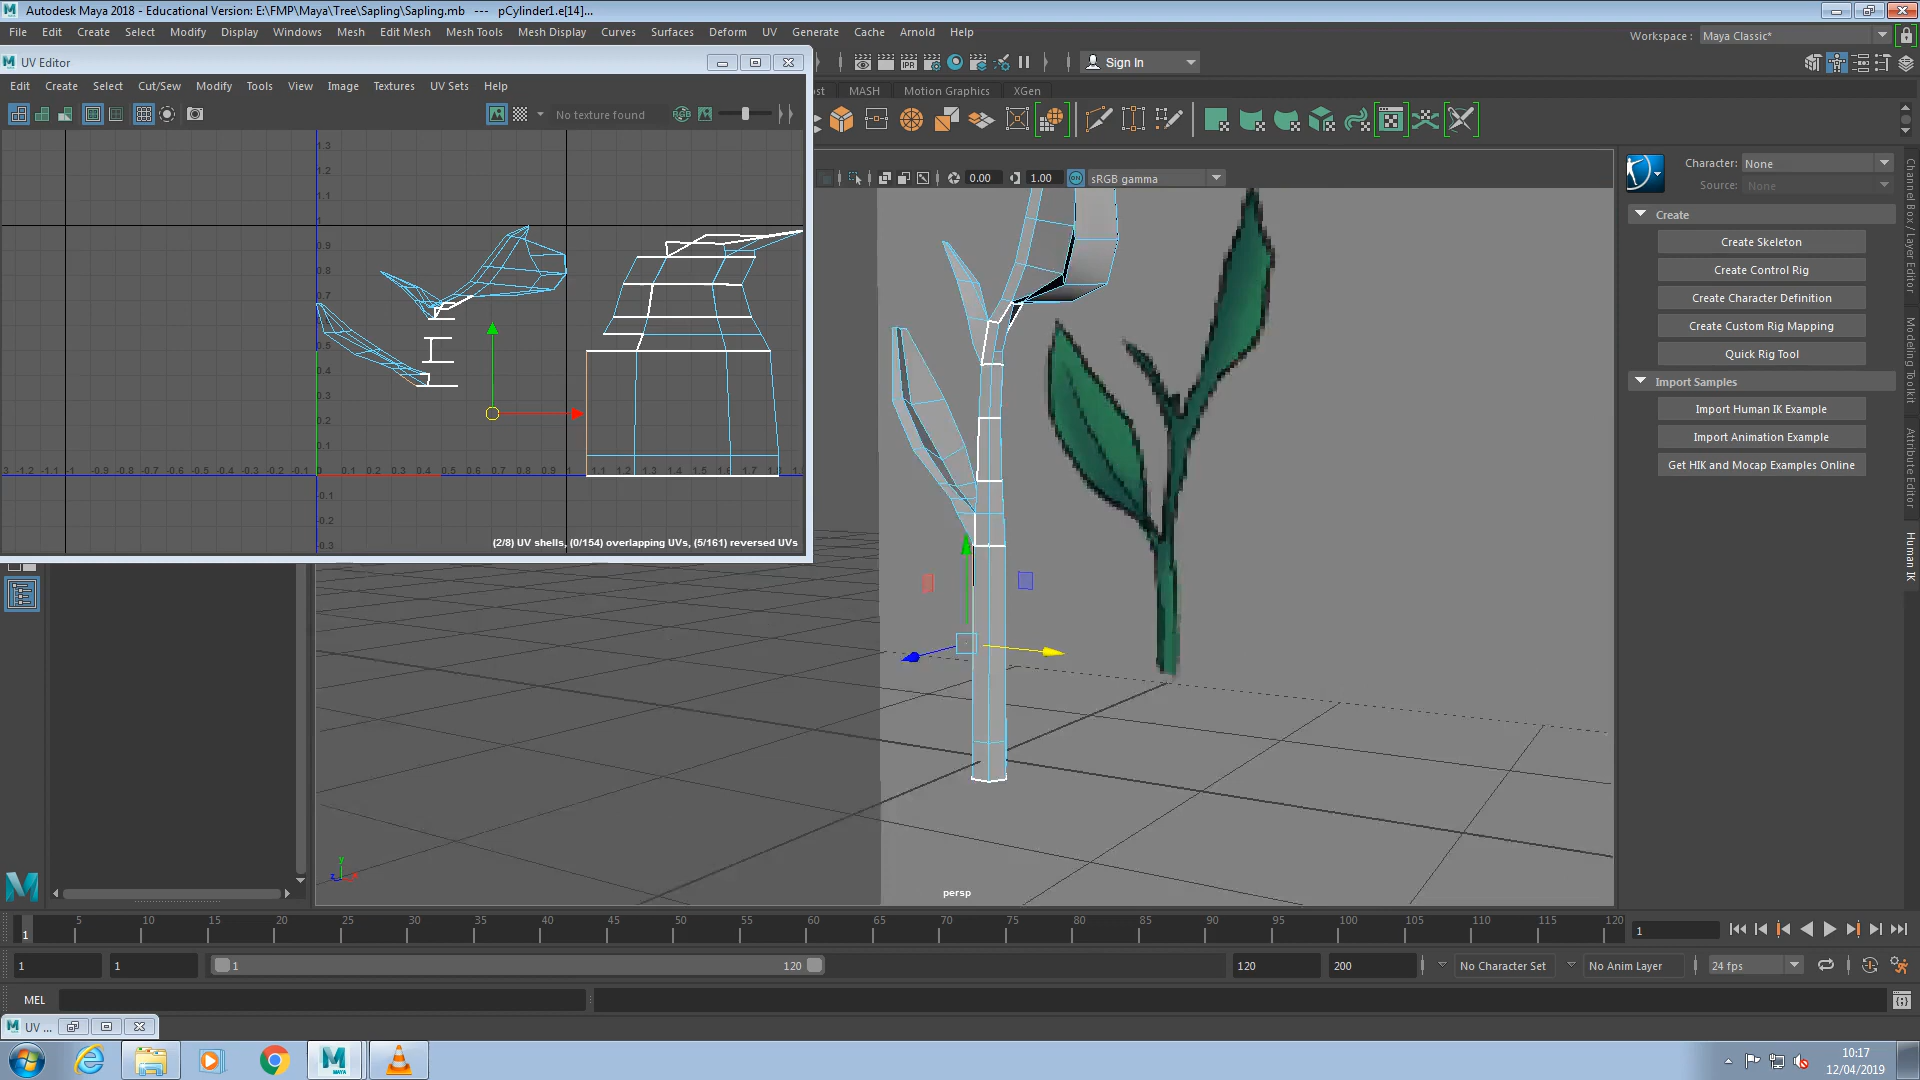 Autodesk Maya 2018 - Educational Version: E:\FMP\Maya\Tree\Sapling\Sapling.mb   ---   pCylinder1.e[14]...
File Edit Create Select Modify Display Windows Mesh Edit Mesh Mesh Tools Mesh Display Curves Surfaces Deform UV Generate Cache Arnold Help
Workspace : Maya Classic*
UV Editor
IPR
Sign In
Edit Create Select Cut/Sew Modify Tools View Image Textures UV Sets Help
MASH Motion Graphics XGen
No texture found
0.00 1.00 ON sRGB gamma
Character: None
Source: None
Create
Create Skeleton
Create Control Rig
Create Character Definition
Create Custom Rig Mapping
Quick Rig Tool
Import Samples
Import Human IK Example
Import Animation Example
Get HIK and Mocap Examples Online
Channel Box / Layer Editor
Modeling Toolkit
Attribute Editor
Human IK
1.3
1.2
1.1
1
0.9
0.8
0.7
0.6
0.5
0.4
0.3
0.2
0.1
-1.2 -1.1 -1 -0.9 -0.8 -0.7 -0.6 -0.5 -0.4 -0.3 -0.2 -0.1 0 0.1 0.2 0.3 0.4 0.5 0.6 0.7 0.8 0.9 1 1.1 1.2 1.3 1.4 1.5 1.6 1.7
-0.1
-0.2
-0.3
(2/8) UV shells, (0/154) overlapping UVs, (5/161) reversed UVs
y
z x
persp
5 10 15 20 25 30 35 40 45 50 55 60 65 70 75 80 85 90 95 100 105 110 115 120
1
1
1 1 1 120 120 200 No Character Set No Anim Layer 24 fps
MEL
UV ...
MAYA
10:17
12/04/2019